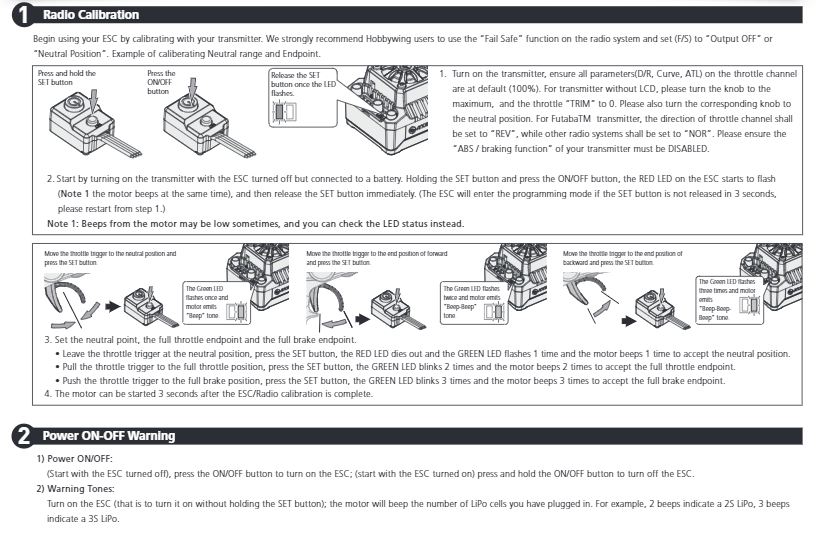 1 Radio Calibration
Begin using your ESC by calibrating with your transmitter. We strongly recommend Hobbywing users to use the "Fail Safe" function on the radio system and set (F/S) to "Output OFF" or
"Neutral Position". Example of caliberating Neutral range and Endpoint.
Press and hold the
SET button
Press the
ON/OFF
button
Release the SET
button once the LED
flashes.
1. Turn on the transmitter, ensure all parameters(D/R, Curve, ATL) on the throttle channel
are at default (100%). For transmitter without LCD, please turn the knob to the
maximum, and the throttle "TRIM" to 0. Please also turn the corresponding knob to
the neutral position. For FutabaTM transmitter, the direction of throttle channel shall
be set to "REV", while other radio systems shall be set to "NOR". Please ensure the
"ABS / braking function" of your transmitter must be DISABLED.
2. Start by turning on the transmitter with the ESC turned off but connected to a battery. Holding the SET button and press the ON/OFF button, the RED LED on the ESC starts to flash
(Note 1 the motor beeps at the same time), and then release the SET button immediately. (The ESC will enter the programming mode if the SET button is not released in 3 seconds,
please restart from step 1.)
Note 1: Beeps from the motor may be low sometimes, and you can check the LED status instead.
Move the throttle trigger to the neutral position and
press the SET button
The Green LED
flashes once and
motor emits
"Beep" tone
Move the throttle trigger to the end position of forward
and press the SET button
The Green LED flashes
twice and motor emits
"Beep-Beep"
tone
Move the throttle trigger to the end position of
backward and press the SET button
The Green LED flashes
three times and motor
emits
"Beep-Beep-
Beep" tone
3. Set the neutral point, the full throttle endpoint and the full brake endpoint.
• Leave the throttle trigger at the neutral position, press the SET button, the RED LED dies out and the GREEN LED flashes 1 time and the motor beeps 1 time to accept the neutral position.
• Pull the throttle trigger to the full throttle position, press the SET button, the GREEN LED blinks 2 times and the motor beeps 2 times to accept the full throttle endpoint.
• Push the throttle trigger to the full brake position, press the SET button, the GREEN LED blinks 3 times and the motor beeps 3 times to accept the full brake endpoint.
4. The motor can be started 3 seconds after the ESC/Radio calibration is complete.
2 Power ON-OFF Warning
1) Power ON/OFF:
(Start with the ESC turned off), press the ON/OFF button to turn on the ESC; (start with the ESC turned on) press and hold the ON/OFF button to turn off the ESC.
2) Warning Tones:
Turn on the ESC (that is to turn it on without holding the SET button); the motor will beep the number of LiPo cells you have plugged in. For example, 2 beeps indicate a 2S LiPo, 3 beeps
indicate a 3S LiPo.